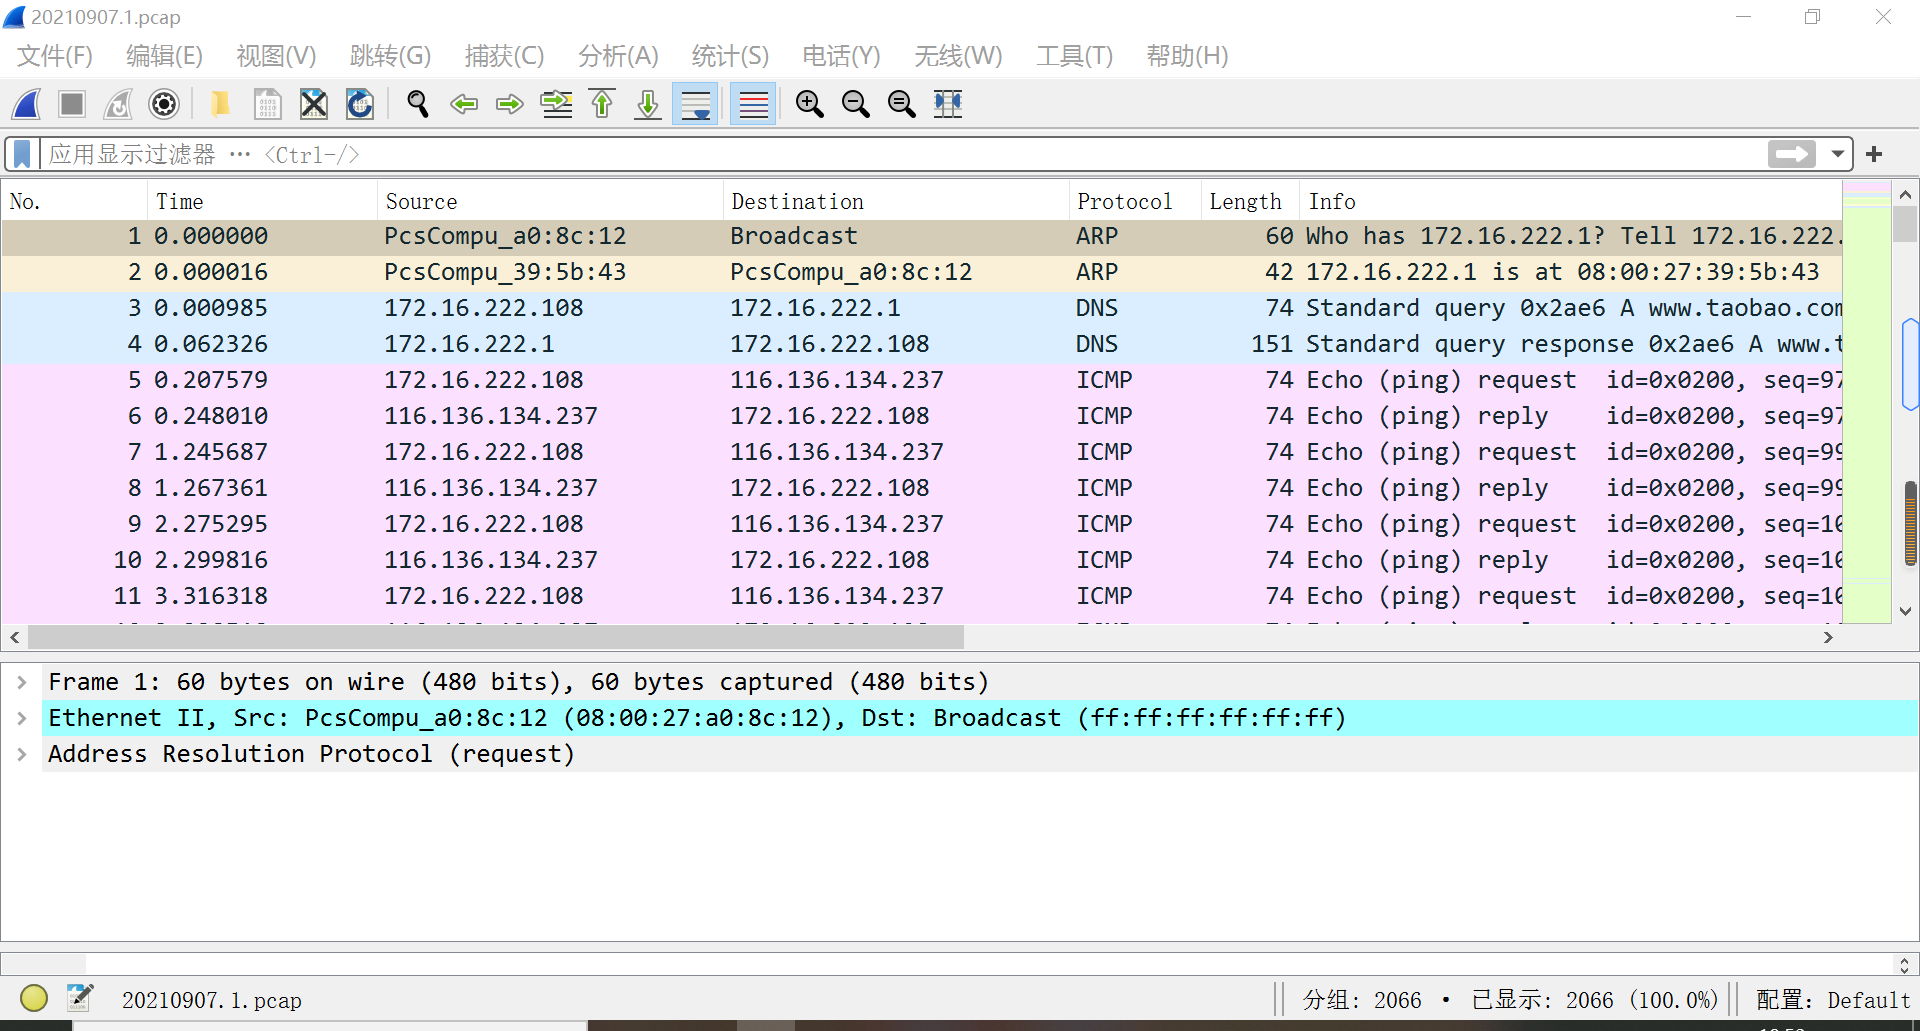 20210907.1.pcap
文件(F) 编辑(E) 视图(V) 跳转(G) 捕获(C) 分析(A) 统计(S) 电话(Y) 无线(W) 工具(T) 帮助(H)
应用显示过滤器 … <Ctrl-/>
No. Time Source Destination Protocol Length Info
1 0.000000 PcsCompu_a0:8c:12 Broadcast ARP 60 Who has 172.16.222.1? Tell 172.16.222.
2 0.000016 PcsCompu_39:5b:43 PcsCompu_a0:8c:12 ARP 42 172.16.222.1 is at 08:00:27:39:5b:43
3 0.000985 172.16.222.108 172.16.222.1 DNS 74 Standard query 0x2ae6 A www.taobao.com
4 0.062326 172.16.222.1 172.16.222.108 DNS 151 Standard query response 0x2ae6 A www.t
5 0.207579 172.16.222.108 116.136.134.237 ICMP 74 Echo (ping) request id=0x0200, seq=97
6 0.248010 116.136.134.237 172.16.222.108 ICMP 74 Echo (ping) reply id=0x0200, seq=97
7 1.245687 172.16.222.108 116.136.134.237 ICMP 74 Echo (ping) request id=0x0200, seq=99
8 1.267361 116.136.134.237 172.16.222.108 ICMP 74 Echo (ping) reply id=0x0200, seq=99
9 2.275295 172.16.222.108 116.136.134.237 ICMP 74 Echo (ping) request id=0x0200, seq=10
10 2.299816 116.136.134.237 172.16.222.108 ICMP 74 Echo (ping) reply id=0x0200, seq=10
11 3.316318 172.16.222.108 116.136.134.237 ICMP 74 Echo (ping) request id=0x0200, seq=10
Frame 1: 60 bytes on wire (480 bits), 60 bytes captured (480 bits)
Ethernet II, Src: PcsCompu_a0:8c:12 (08:00:27:a0:8c:12), Dst: Broadcast (ff:ff:ff:ff:ff:ff)
Address Resolution Protocol (request)
20210907.1.pcap 分组: 2066 • 已显示: 2066 (100.0%) 配置: Default